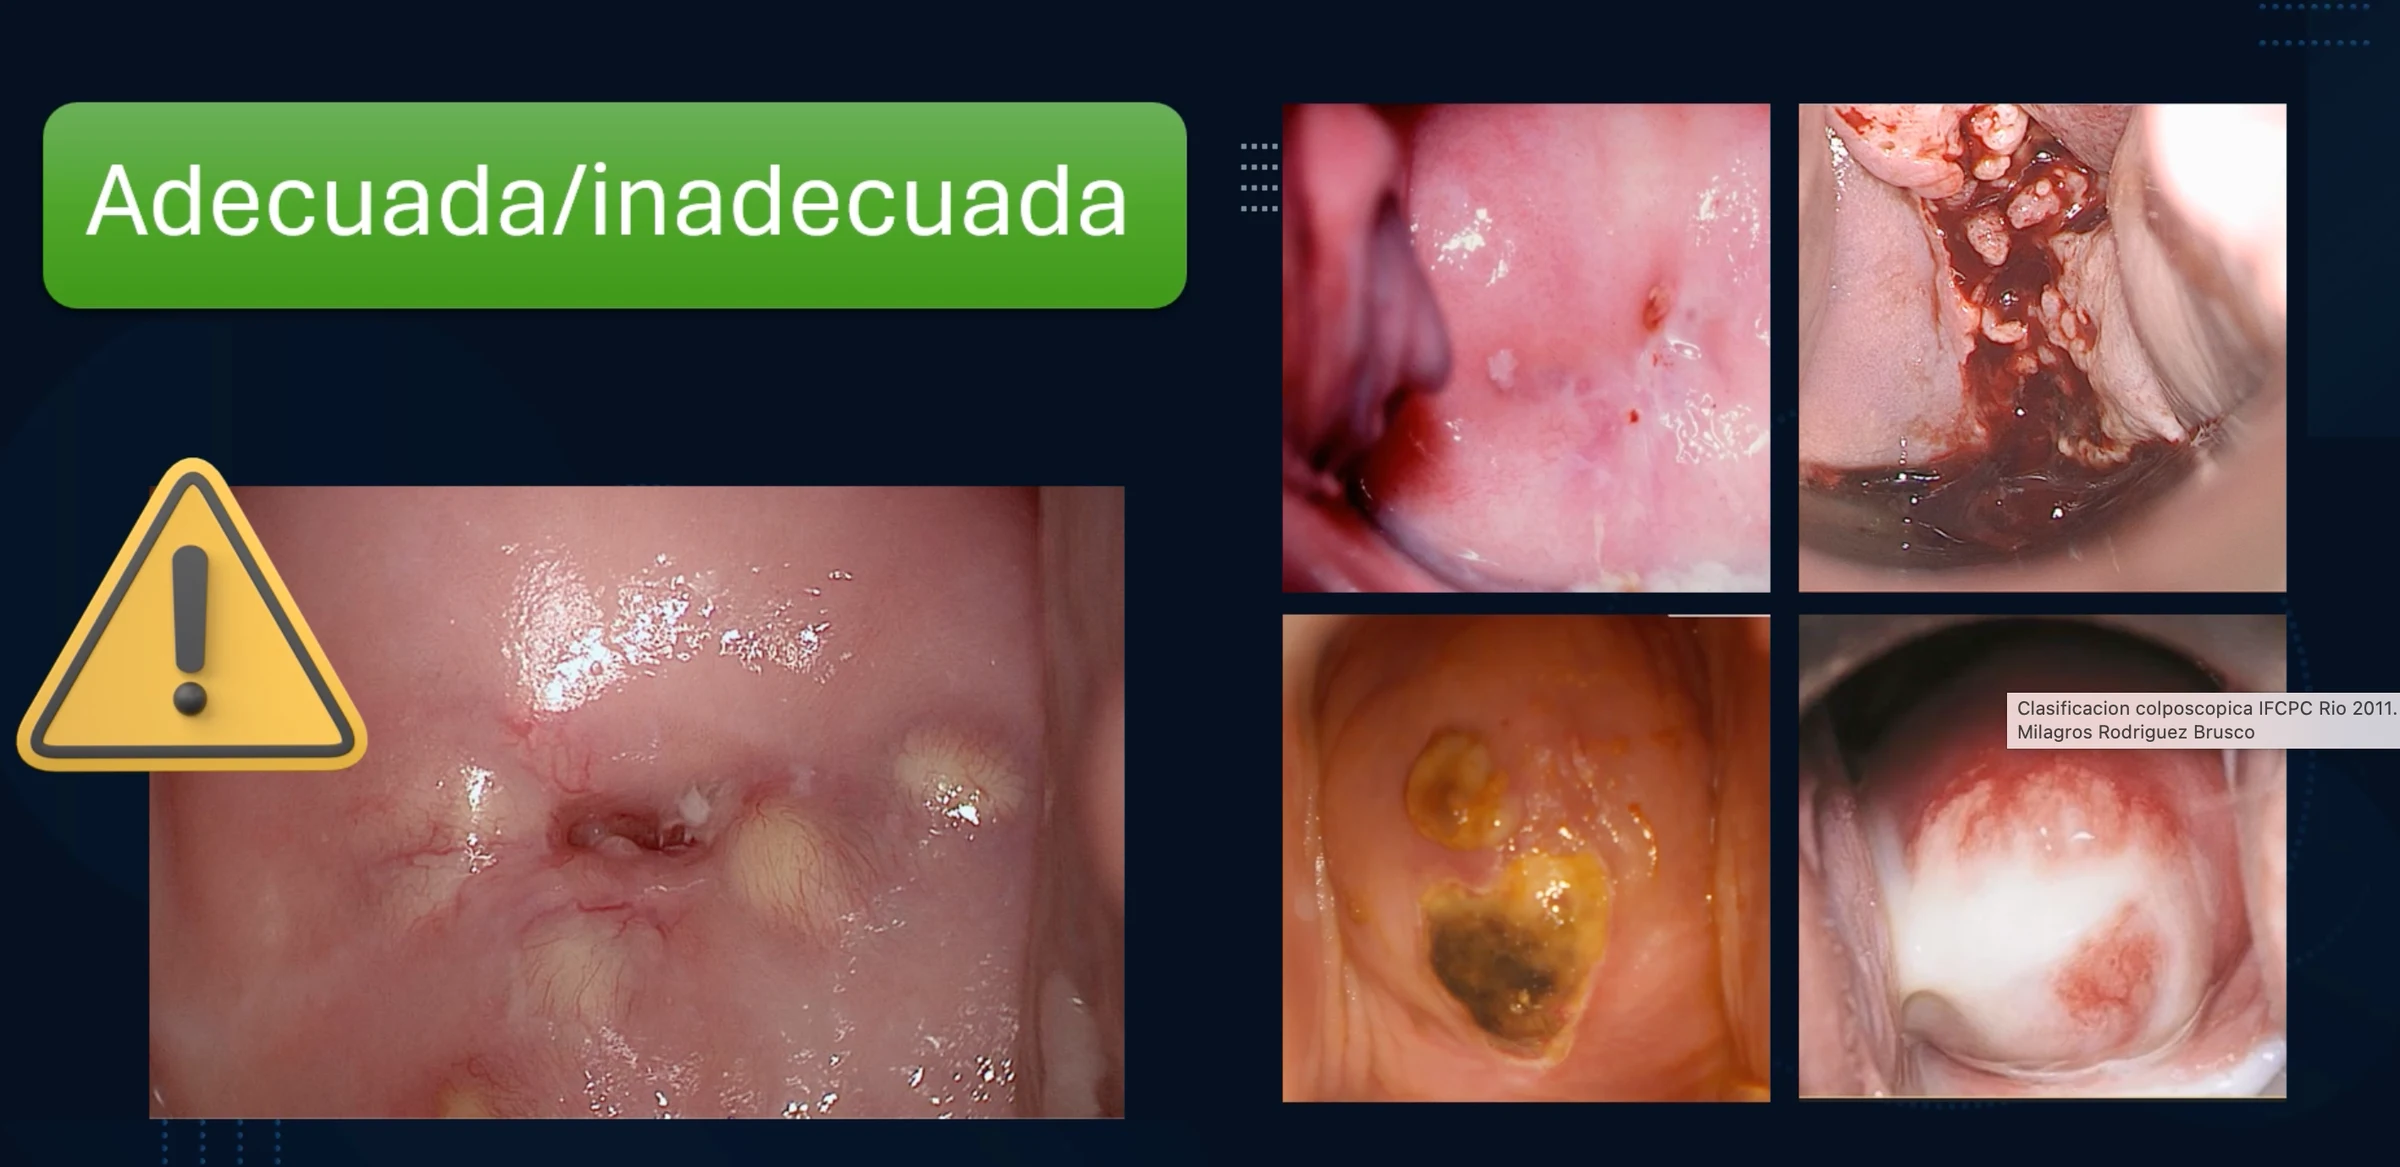 Adecuada/inadecuada
Clasificacion colposcopica IFCPC Rio 2011.
Milagros Rodriguez Brusco